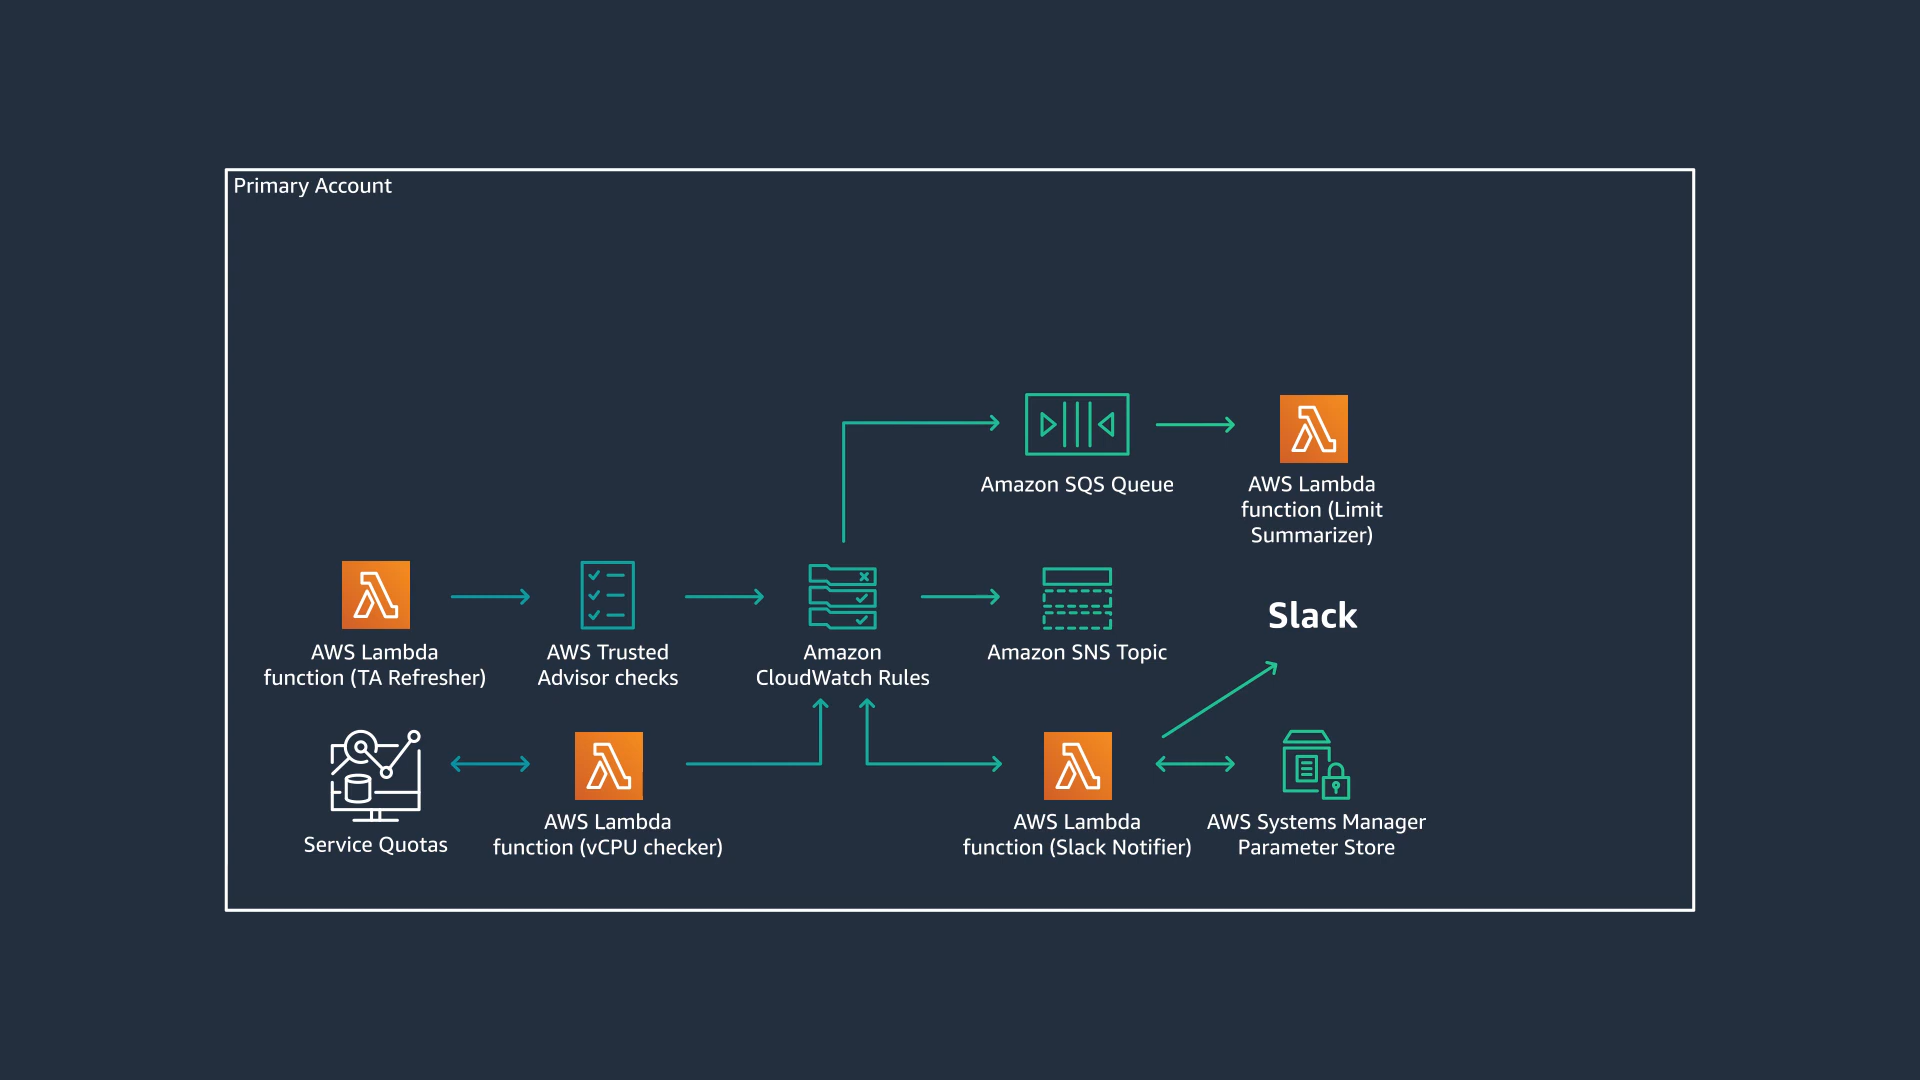 Primary Account
Amazon SQS Queue
AWS Lambda
function (Limit
Summarizer)
AWS Lambda
function (TA Refresher)
AWS Trusted
Advisor checks
Amazon
CloudWatch Rules
Amazon SNS Topic
Slack
Service Quotas
AWS Lambda
function (vCPU checker)
AWS Lambda
function (Slack Notifier)
AWS Systems Manager
Parameter Store